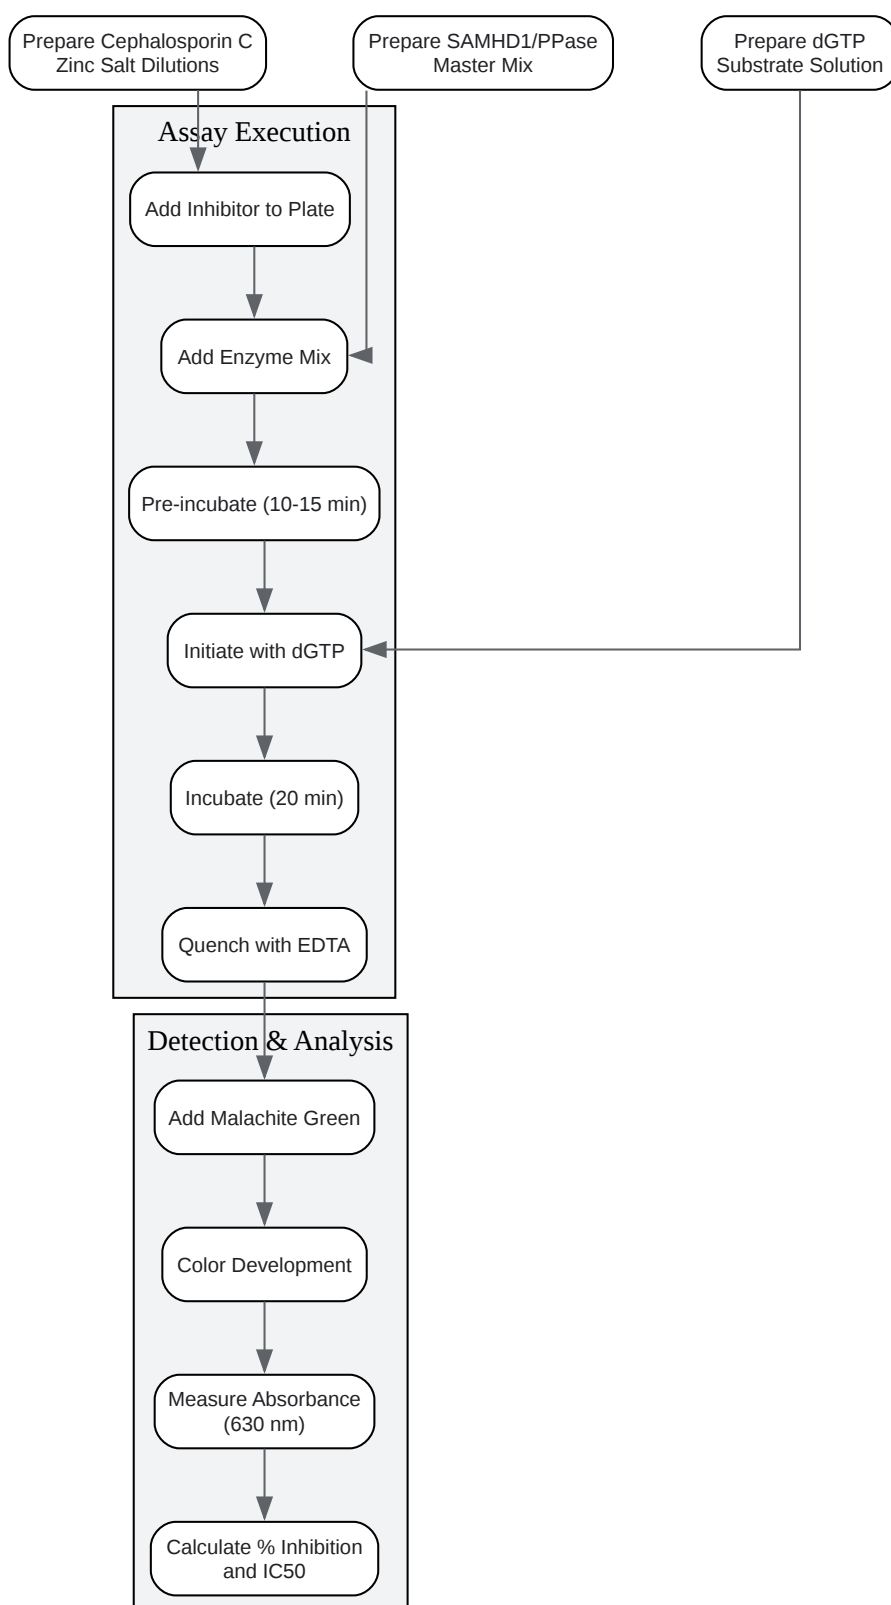 Prepare Cephalosporin C
Zinc Salt Dilutions
Prepare SAMHD1/PPase
Master Mix
Prepare dGTP
Substrate Solution
Assay Execution
Add Inhibitor to Plate
Add Enzyme Mix
Pre-incubate (10-15 min)
Initiate with dGTP
Incubate (20 min)
Quench with EDTA
Detection & Analysis
Add Malachite Green
Color Development
Measure Absorbance
(630 nm)
Calculate % Inhibition
and IC50